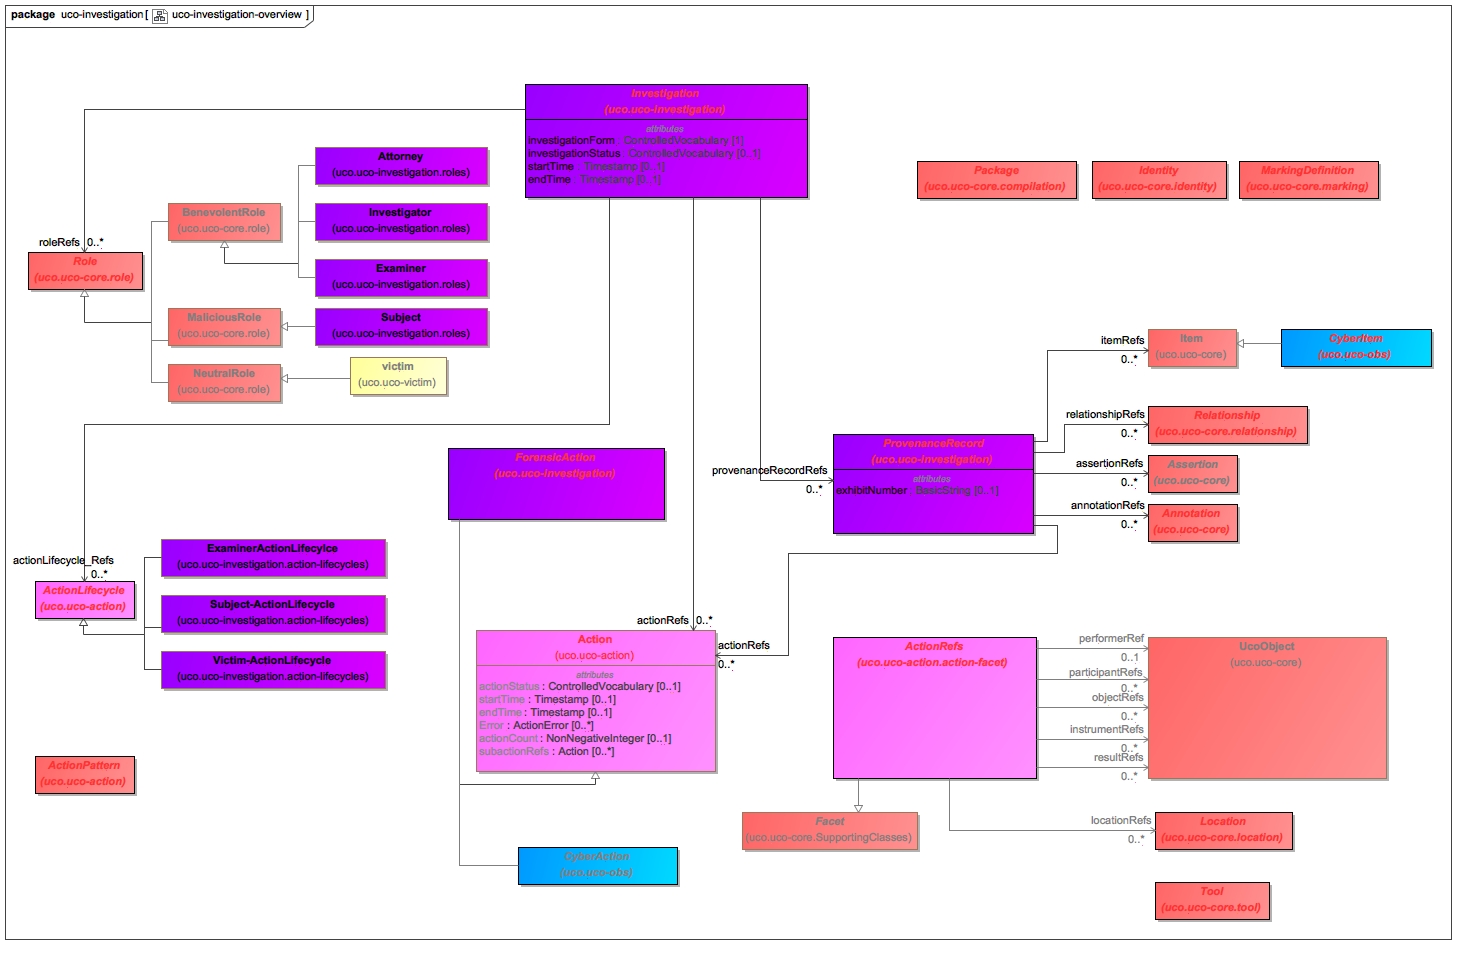 package uco-investigation [ uco-investigation-overview ]
Investigation
(uco.uco-investigation)
attributes
investigationForm : ControlledVocabulary [1]
investigationStatus : ControlledVocabulary [0..1]
startTime : Timestamp [0..1]
endTime : Timestamp [0..1]
Attorney
(uco.uco-investigation.roles)
Package
(uco.uco-core.compilation)
Identity
(uco.uco-core.identity)
MarkingDefinition
(uco.uco-core.marking)
BenevolentRole
(uco.uco-core.role)
Investigator
(uco.uco-investigation.roles)
roleRefs 0..*
Role
(uco.uco-core.role)
Examiner
(uco.uco-investigation.roles)
MaliciousRole
(uco.uco-core.role)
Subject
(uco.uco-investigation.roles)
NeutralRole
(uco.uco-core.role)
victim
(uco.uco-victim)
itemRefs
0..*
Item
(uco.uco-core)
CyberItem
(uco.uco-obs)
relationshipRefs
0..*
Relationship
(uco.uco-core.relationship)
ForensicAction
(uco.uco-investigation)
provenanceRecordRefs
0..*
ProvenanceRecord
(uco.uco-investigation)
attributes
exhibitNumber : BasicString [0..1]
assertionRefs
0..*
Assertion
(uco.uco-core)
annotationRefs
0..*
Annotation
(uco.uco-core)
actionLifecycle_Refs
0..*
ActionLifecycle
(uco.uco-action)
ExaminerActionLifecylce
(uco.uco-investigation.action-lifecycles)
Subject-ActionLifecycle
(uco.uco-investigation.action-lifecycles)
Victim-ActionLifecycle
(uco.uco-investigation.action-lifecycles)
actionRefs 0..*
actionRefs
0..*
Action
(uco.uco-action)
attributes
actionStatus : ControlledVocabulary [0..1]
startTime : Timestamp [0..1]
endTime : Timestamp [0..1]
Error : ActionError [0..*]
actionCount : NonNegativeInteger [0..1]
subactionRefs : Action [0..*]
ActionRefs
(uco.uco-action.action-facet)
performerRef
0..1
participantRefs
0..*
objectRefs
0..*
instrumentRefs
0..*
resultRefs
0..*
UcoObject
(uco.uco-core)
ActionPattern
(uco.uco-action)
Facet
(uco.uco-core.SupportingClasses)
locationRefs
0..*
Location
(uco.uco-core.location)
CyberAction
(uco.uco-obs)
Tool
(uco.uco-core.tool)